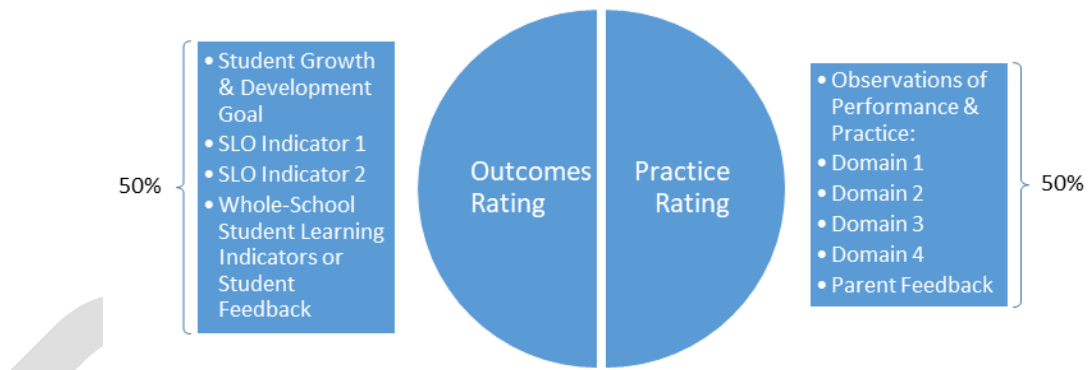 50%
• Student Growth
& Development
Goal
• SLO Indicator 1
• SLO Indicator 2
• Whole-School
Student Learning
Indicators or
Student
Feedback
Outcomes
Rating
Practice
Rating
• Observations of
Performance &
Practice:
• Domain 1
• Domain 2
• Domain 3
• Domain 4
• Parent Feedback
50%